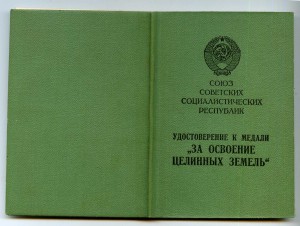 СОЮЗ
СОВЕТСКИХ
СОЦИАЛИСТИЧЕСКИХ
РЕСПУБЛИК
УДОСТОВЕРЕНИЕ К МЕДАЛИ
„ЗА ОСВОЕНИЕ
ЦЕЛИННЫХ ЗЕМЕЛЬ“